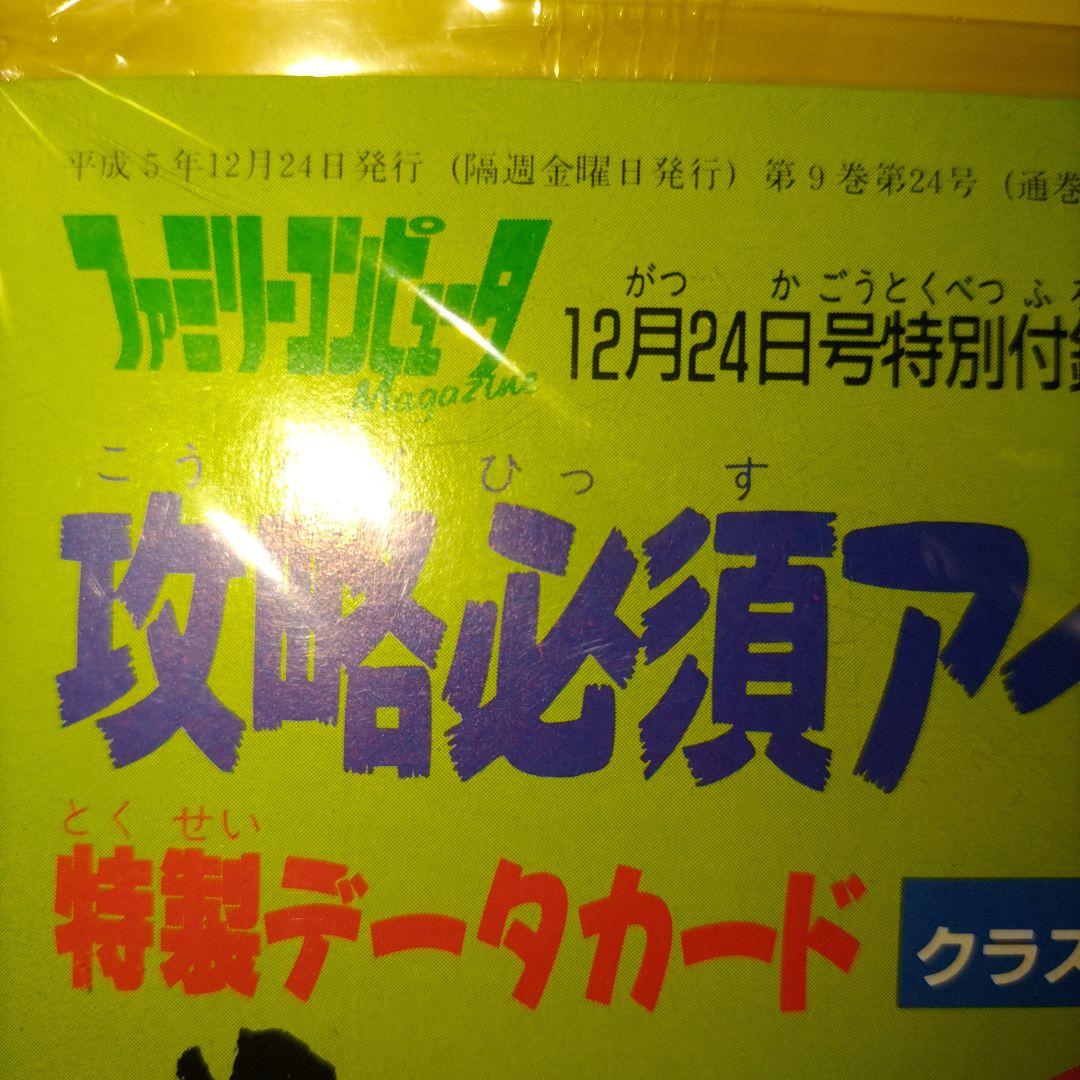 平成5年12月24日発行 (隔週金曜日発行) 第9巻第24号 (通巻
ファミリーコンピュータ
Magazine
がつ か ごうとくべつ ふ
12月24日号特別付録
こう ひっ す
攻略必須ア
とく せい
特製データカード
クラス